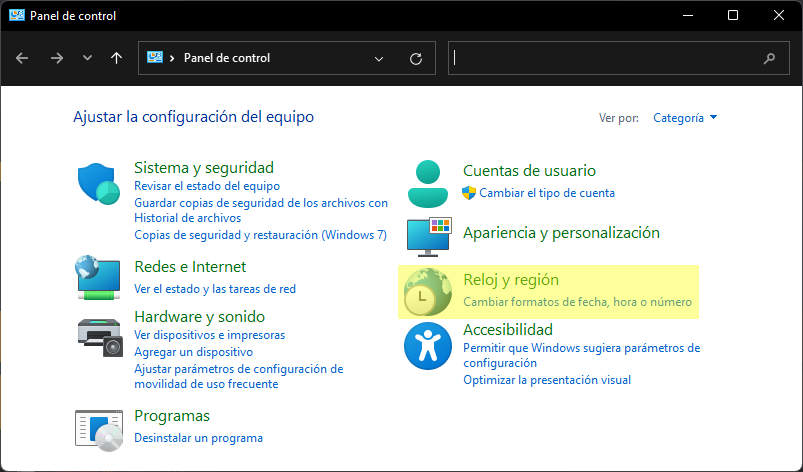 Panel de control
Panel de control
Ajustar la configuración del equipo
Ver por: Categoría
Sistema y seguridad
Revisar el estado del equipo
Guardar copias de seguridad de los archivos con
Historial de archivos
Copias de seguridad y restauración (Windows 7)
Redes e Internet
Ver el estado y las tareas de red
Hardware y sonido
Ver dispositivos e impresoras
Agregar un dispositivo
Ajustar parámetros de configuración de
movilidad de uso frecuente
Programas
Desinstalar un programa
Cuentas de usuario
Cambiar el tipo de cuenta
Apariencia y personalización
Reloj y región
Cambiar formatos de fecha, hora o número
Accesibilidad
Permitir que Windows sugiera parámetros de
configuración
Optimizar la presentación visual